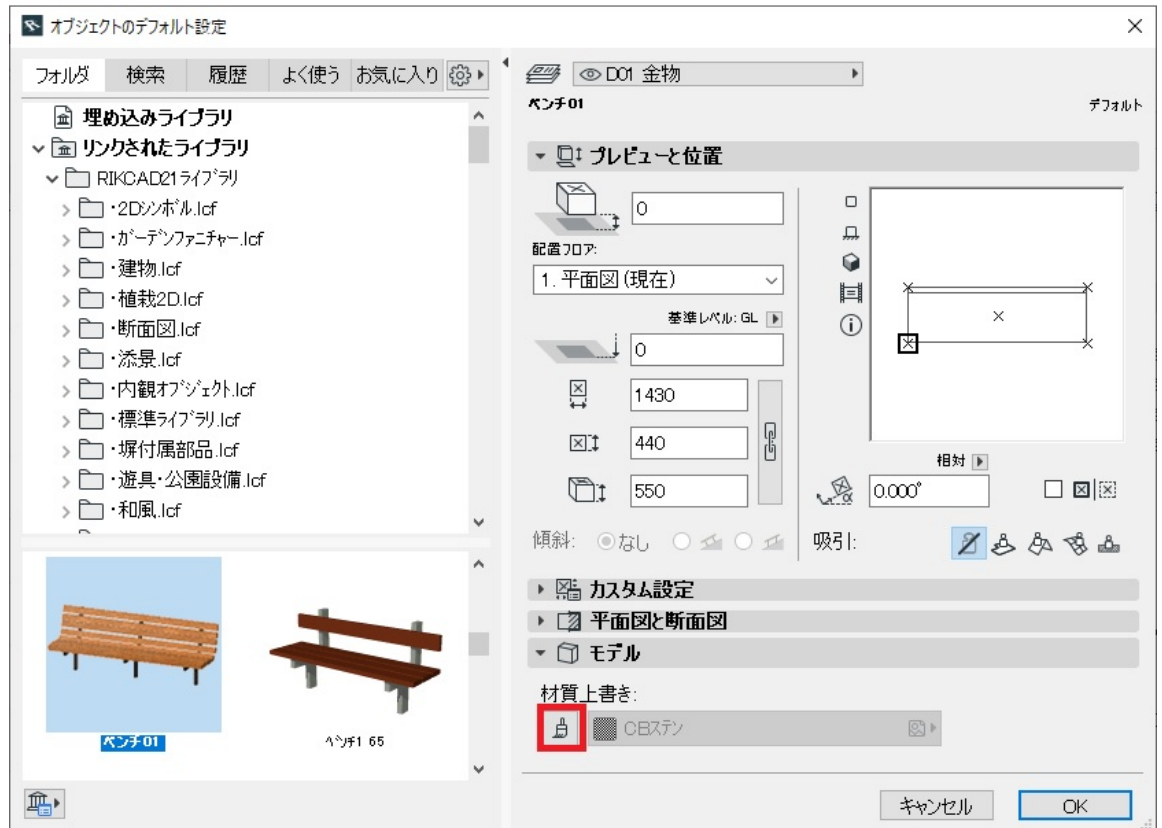 オブジェクトのデフォルト設定
フォルダ 検索 履歴 よく使う お気に入り
埋め込みライブラリ
リンクされたライブラリ
RIKCAD21ライブラリ
・2Dシンボル.lcf
・ガーデンファニチャー.lcf
・建物.lcf
・植栽2D.lcf
・断面図.lcf
・添景.lcf
・内観オブジェクト.lcf
・標準ライブラリ.lcf
・塀付属部品.lcf
・遊具・公園設備.lcf
・和風.lcf
ベンチ01
ベンチ1 65
D01 金物
ベンチ01 デフォルト
プレビューと位置
0
配置フロア:
1. 平面図 (現在)
基準レベル: GL
0
1430
440
550
傾斜: なし
相対
0.000°
吸引:
カスタム設定
平面図と断面図
モデル
材質上書き:
CBステン
キャンセル OK